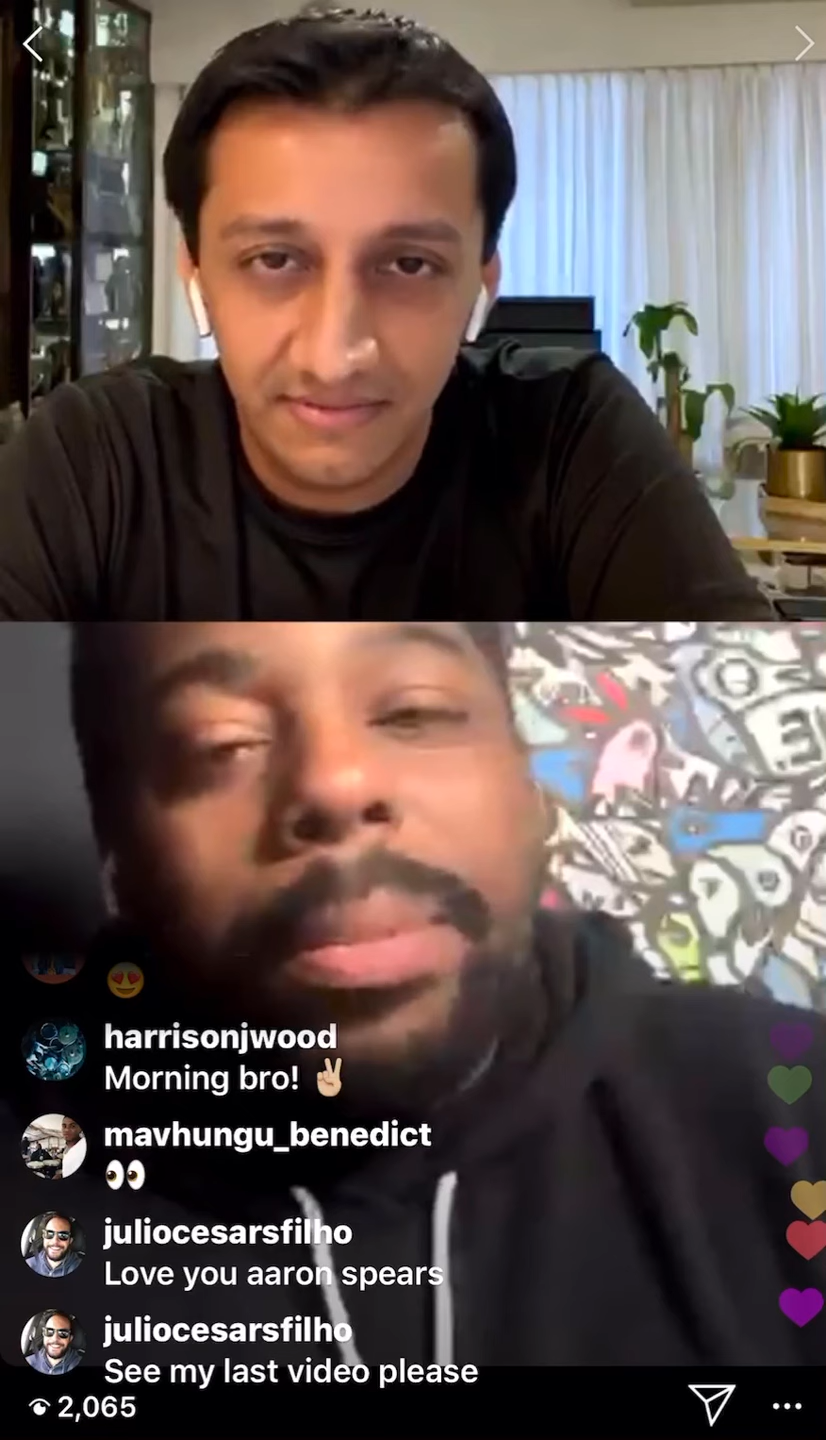 😍
harrisonjwood
Morning bro! ✌🏼
mavhungu_benedict
👀
juliocesarsfilho
Love you aaron spears
juliocesarsfilho
See my last video please
2,065